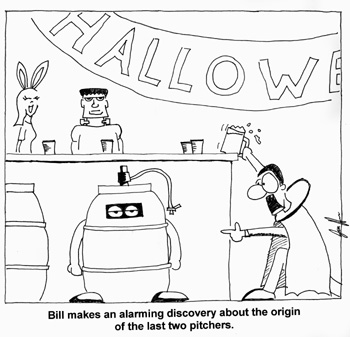 HALLOWE
Bill makes an alarming discovery about the origin
of the last two pitchers.